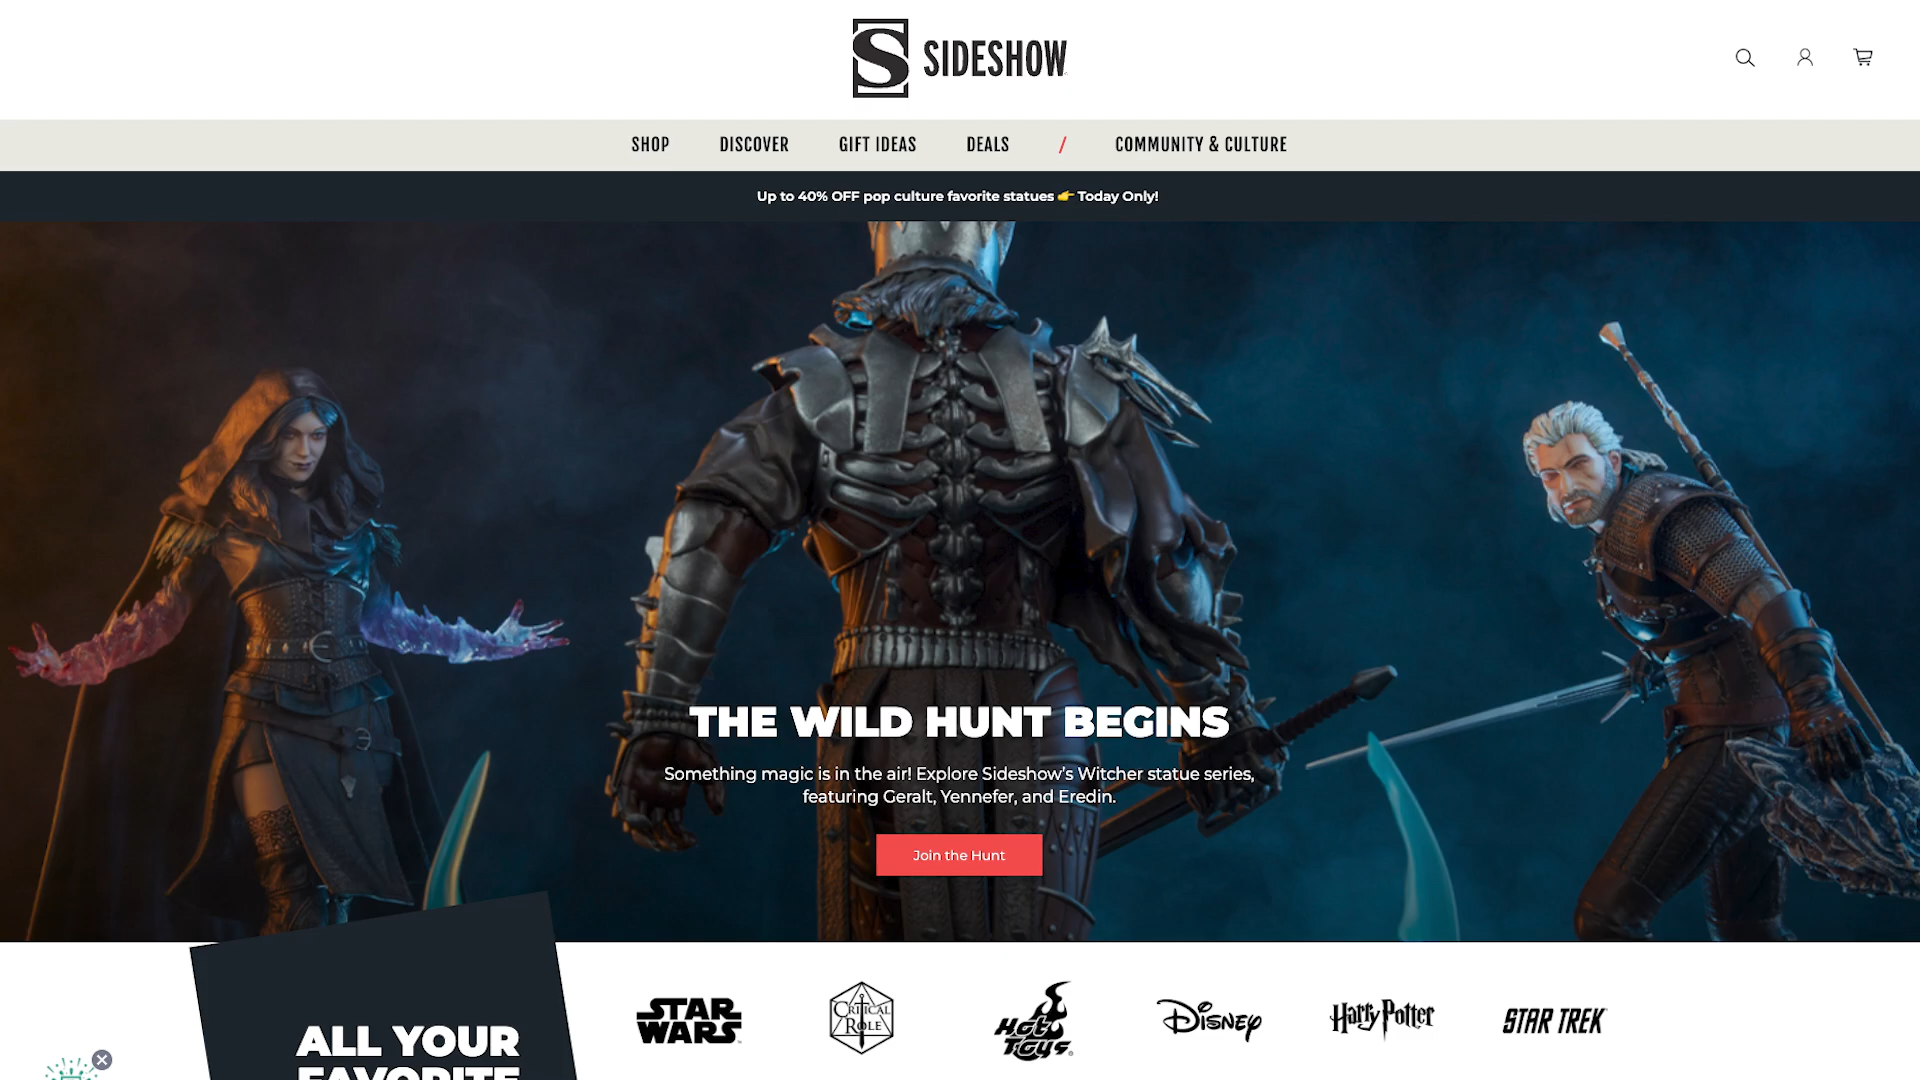 SIDESHOW
SHOP DISCOVER GIFT IDEAS DEALS / COMMUNITY & CULTURE
Up to 40% OFF pop culture favorite statues 👉 Today Only!
THE WILD HUNT BEGINS
Something magic is in the air! Explore Sideshow’s Witcher statue series,
featuring Geralt, Yennefer, and Eredin.
Join the Hunt
ALL YOUR
FAVORITE
STAR WARS
CRITICAL ROLE
Hot Toys
Disney
Harry Potter
STAR TREK